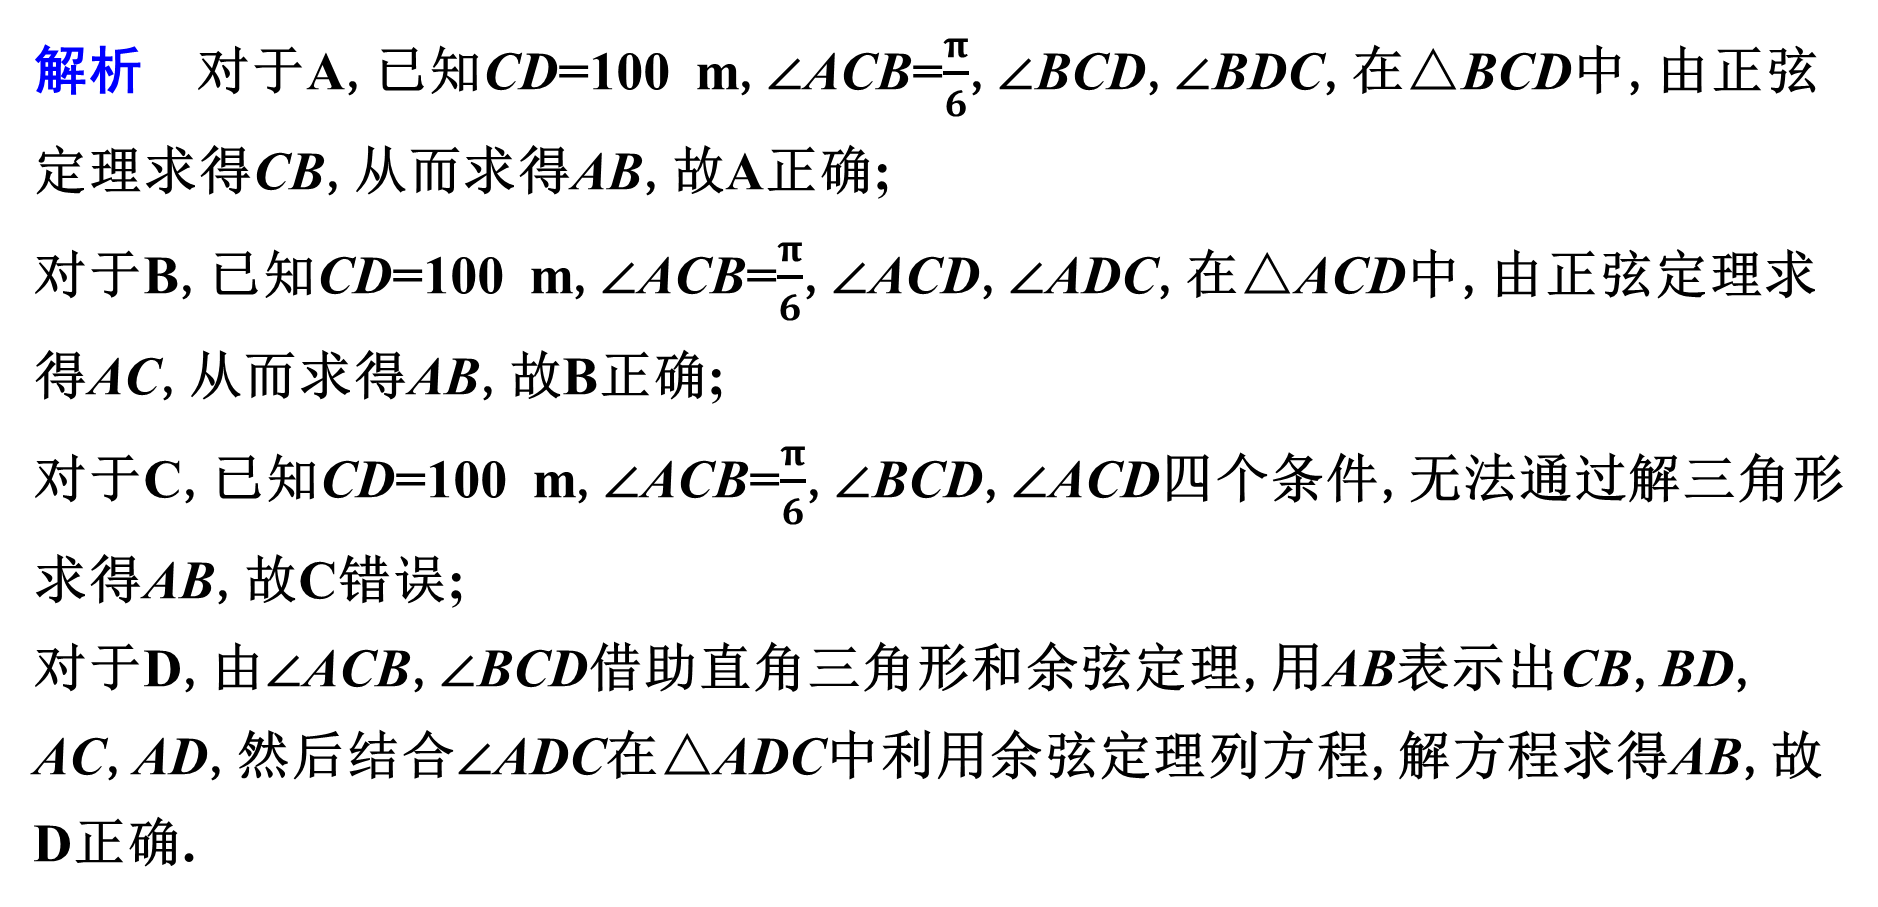 解析　对于A, 已知CD=100 m, ∠ACB=π/6, ∠BCD, ∠BDC, 在△BCD中, 由正弦
定理求得CB, 从而求得AB, 故A正确;
对于B, 已知CD=100 m, ∠ACB=π/6, ∠ACD, ∠ADC, 在△ACD中, 由正弦定理求
得AC, 从而求得AB, 故B正确;
对于C, 已知CD=100 m, ∠ACB=π/6, ∠BCD, ∠ACD四个条件, 无法通过解三角形
求得AB, 故C错误;
对于D, 由∠ACB, ∠BCD借助直角三角形和余弦定理, 用AB表示出CB, BD,
AC, AD, 然后结合∠ADC在△ADC中利用余弦定理列方程, 解方程求得AB, 故
D正确.